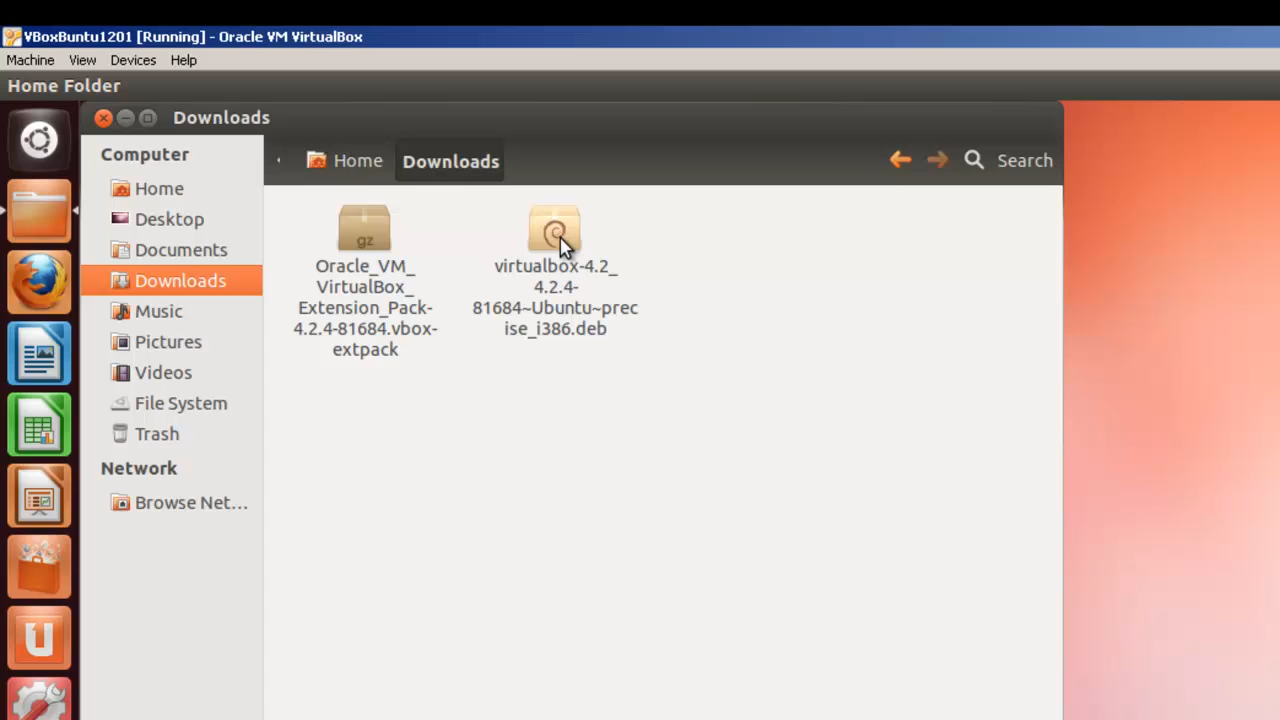 VBoxBuntu1201 [Running] - Oracle VM VirtualBox
Machine View Devices Help
Home Folder
Downloads
Computer
Home
Desktop
Documents
Downloads
Music
Pictures
Videos
File System
Trash
Network
Browse Net...
Home Downloads Search
gz
Oracle_VM_
VirtualBox_
Extension_Pack-
4.2.4-81684.vbox-
extpack
virtualbox-4.2_
4.2.4-
81684~Ubuntu~prec
ise_i386.deb